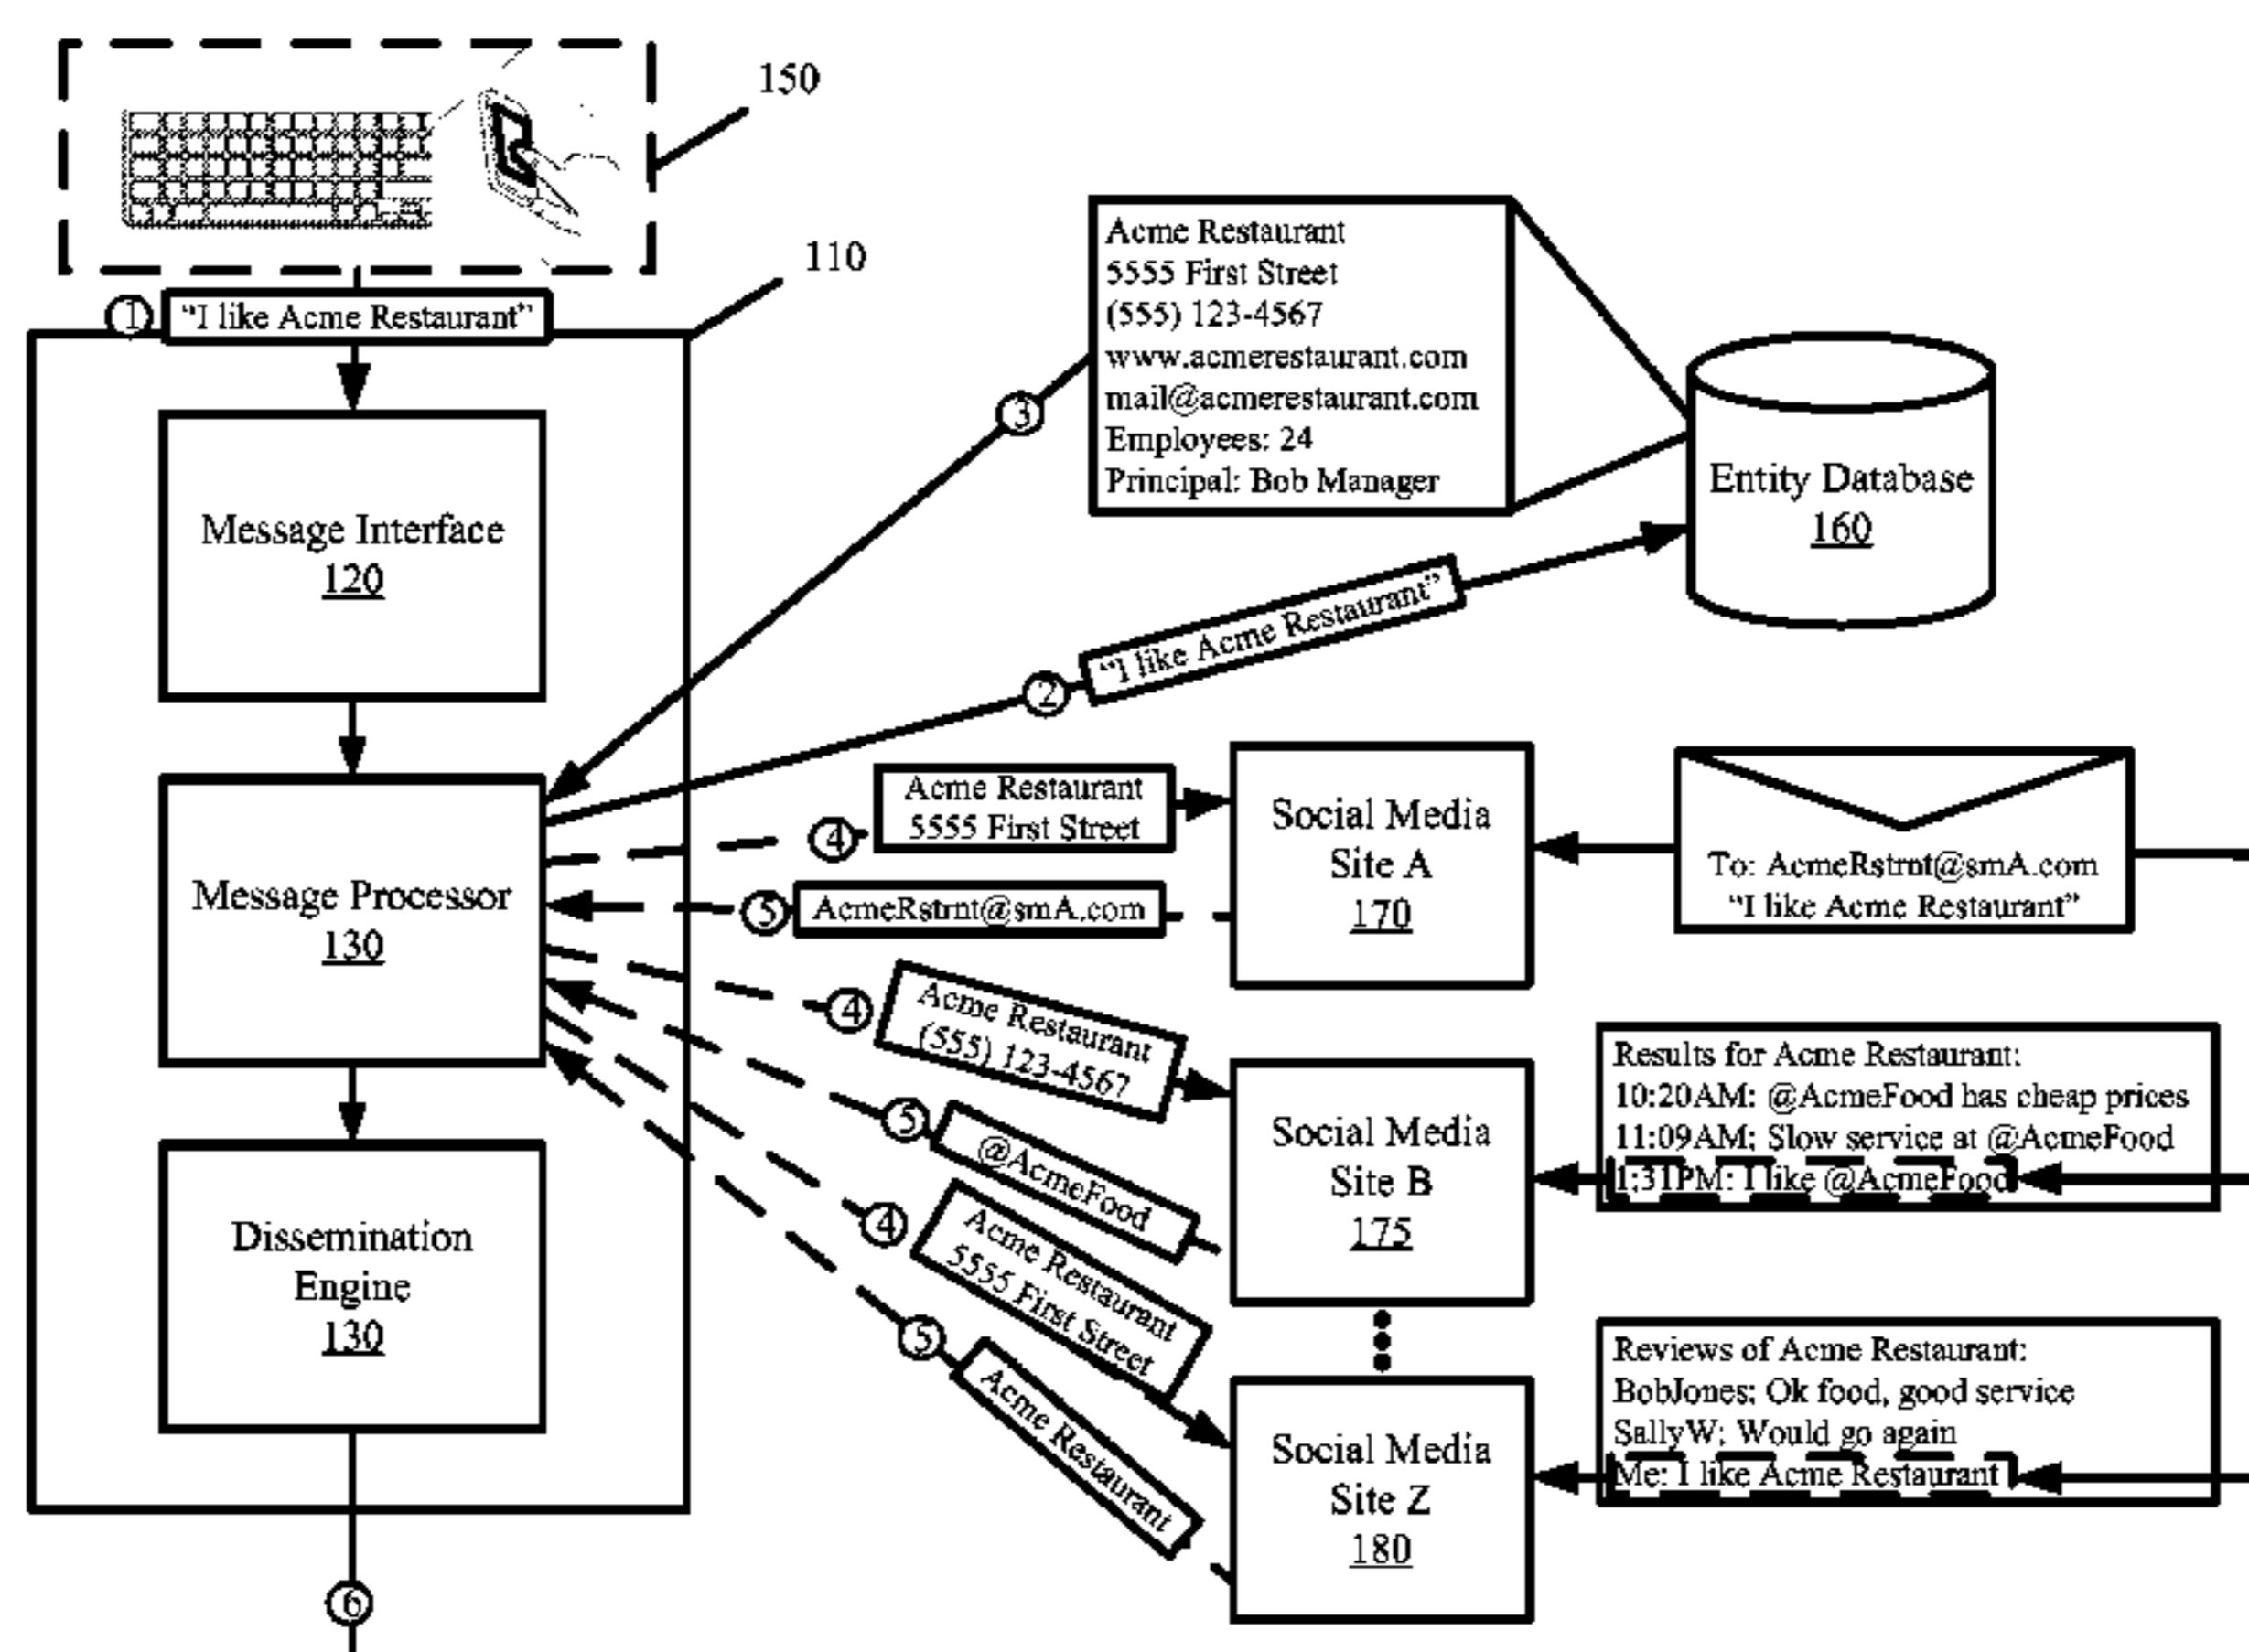 150
110
1
"I like Acme Restaurant"
Message Interface
120
Message Processor
130
Dissemination
Engine
130
6
Acme Restaurant
5555 First Street
(555) 123-4567
www.acmerestaurant.com
mail@acmerestaurant.com
Employees: 24
Principal: Bob Manager
3
Entity Database
160
2
"I like Acme Restaurant"
4
Acme Restaurant
5555 First Street
5
AcmeRstrnt@smA.com
Social Media
Site A
170
To: AcmeRstrnt@smA.com
"I like Acme Restaurant"
4
Acme Restaurant
(555) 123-4567
5
@AcmeFood
Social Media
Site B
175
Results for Acme Restaurant:
10:20AM: @AcmeFood has cheap prices
11:09AM: Slow service at @AcmeFood
1:31PM: I like @AcmeFood
4
Acme Restaurant
5555 First Street
5
Acme Restaurant
Social Media
Site Z
180
Reviews of Acme Restaurant:
BobJones: Ok food, good service
SallyW: Would go again
Me: I like Acme Restaurant